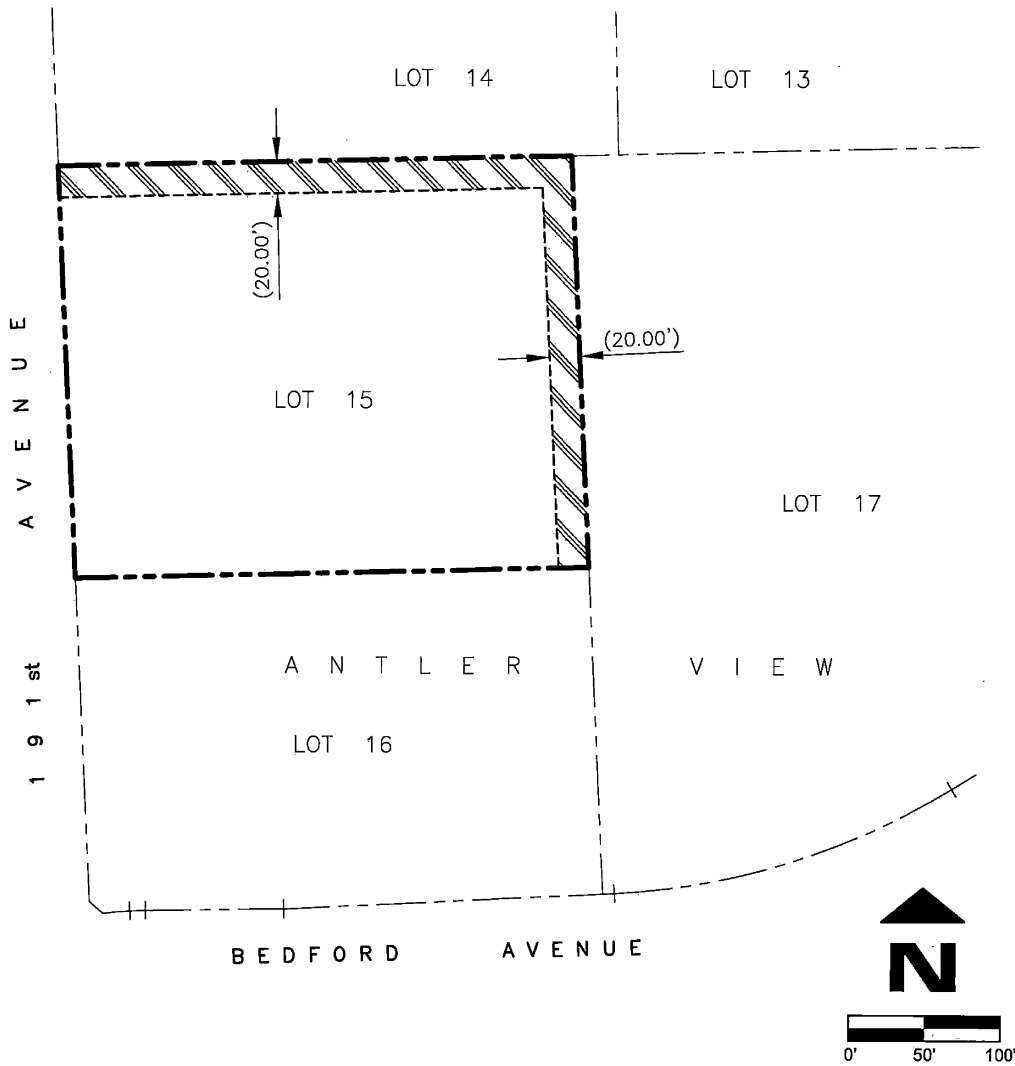 LOT 14
LOT 13
(20.00')
(20.00')
LOT 15
LOT 17
191st AVENUE
ANTLER VIEW
LOT 16
BEDFORD AVENUE
N
0' 50' 100'